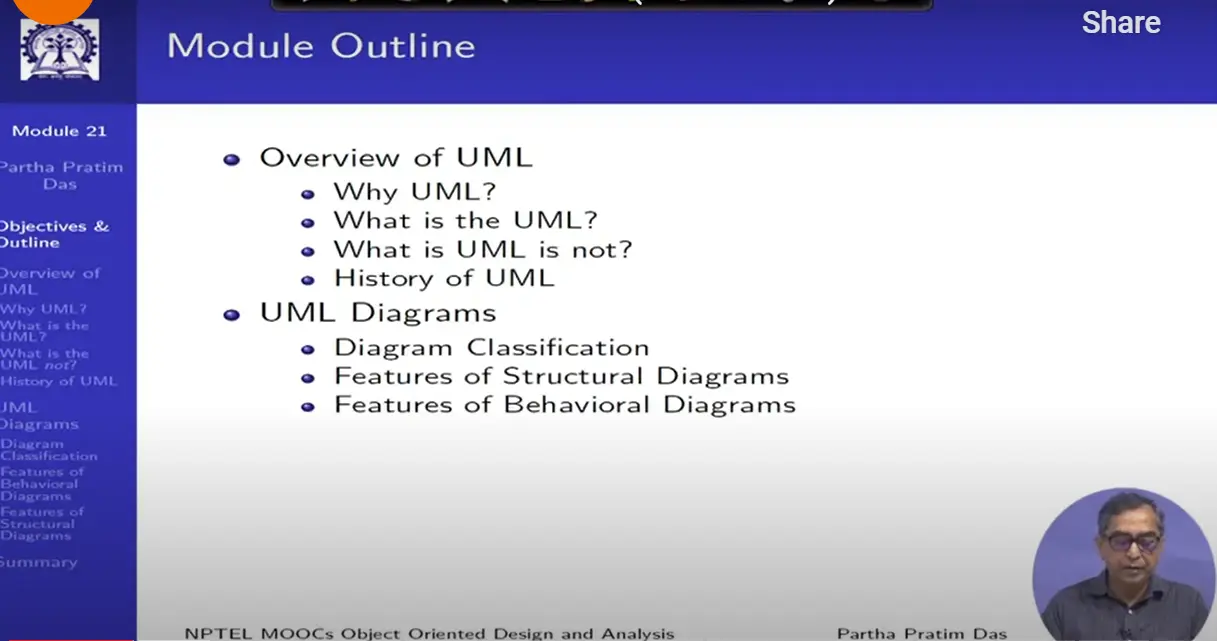 Share
Module Outline
Module 21
Partha Pratim
Das
Objectives &
Outline
Overview of
UML
Why UML?
What is the
UML?
What is the
UML not?
History of UML
UML
Diagrams
Diagram
Classification
Features of
Behavioral
Diagrams
Features of
Structural
Diagrams
Summary
Overview of UML
Why UML?
What is the UML?
What is UML is not?
History of UML
UML Diagrams
Diagram Classification
Features of Structural Diagrams
Features of Behavioral Diagrams
NPTEL MOOCs Object Oriented Design and Analysis
Partha Pratim Das